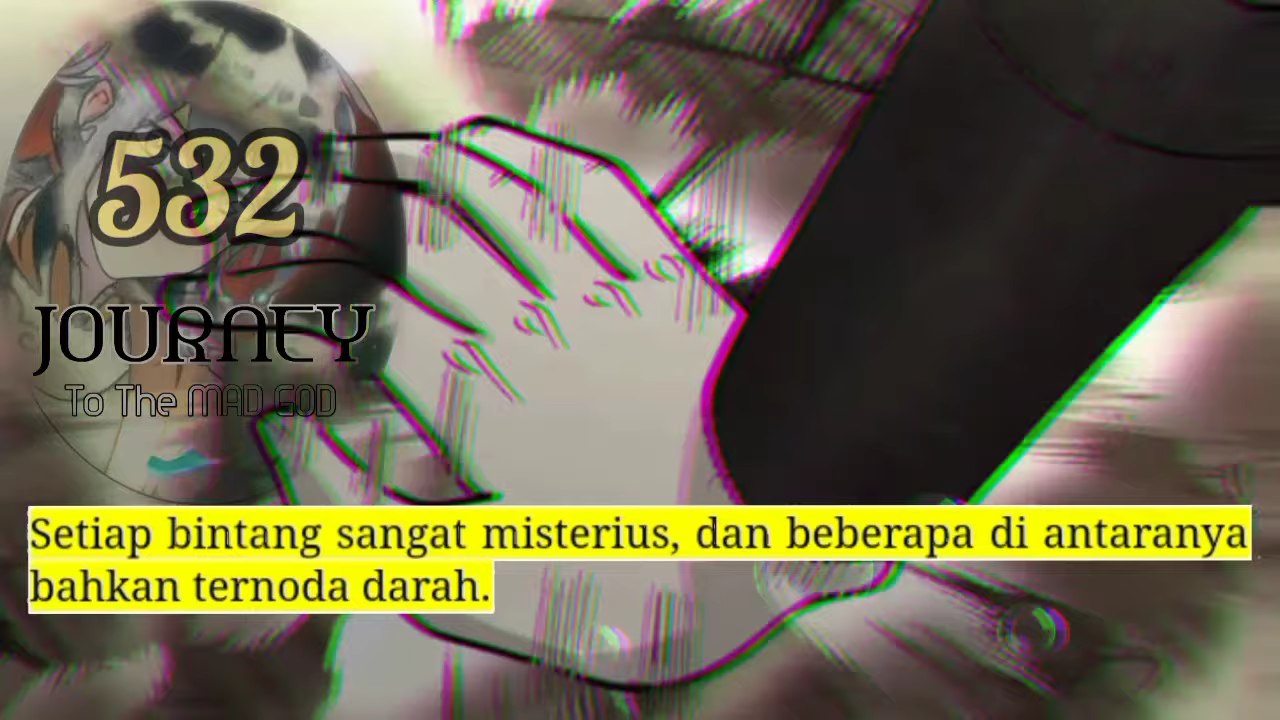 532
JOURNEY
To The MAD GOD
Setiap bintang sangat misterius, dan beberapa di antaranya
bahkan ternoda darah.